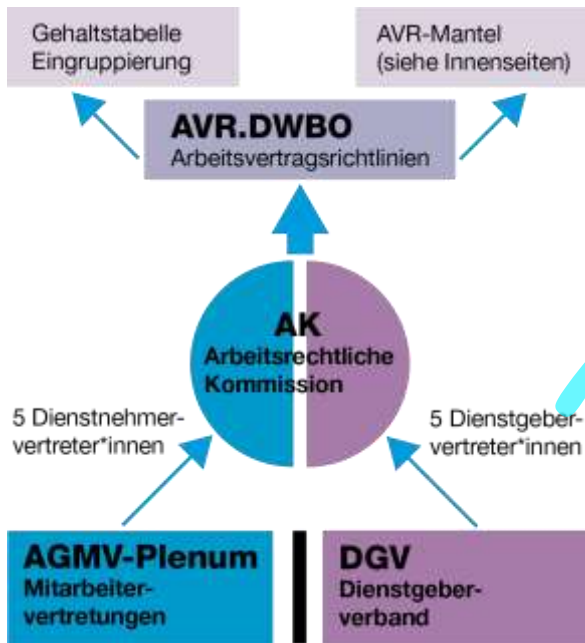 Gehaltstabelle
Eingruppierung
AVR-Mantel
(siehe Innenseiten)
AVR.DWBO
Arbeitsvertragsrichtlinien
AK
Arbeitsrechtliche
Kommission
5 Dienstnehmer-
vertreter*innen
5 Dienstgeber-
vertreter*innen
AGMV-Plenum
Mitarbeiter-
vertretungen
DGV
Dienstgeber-
verband